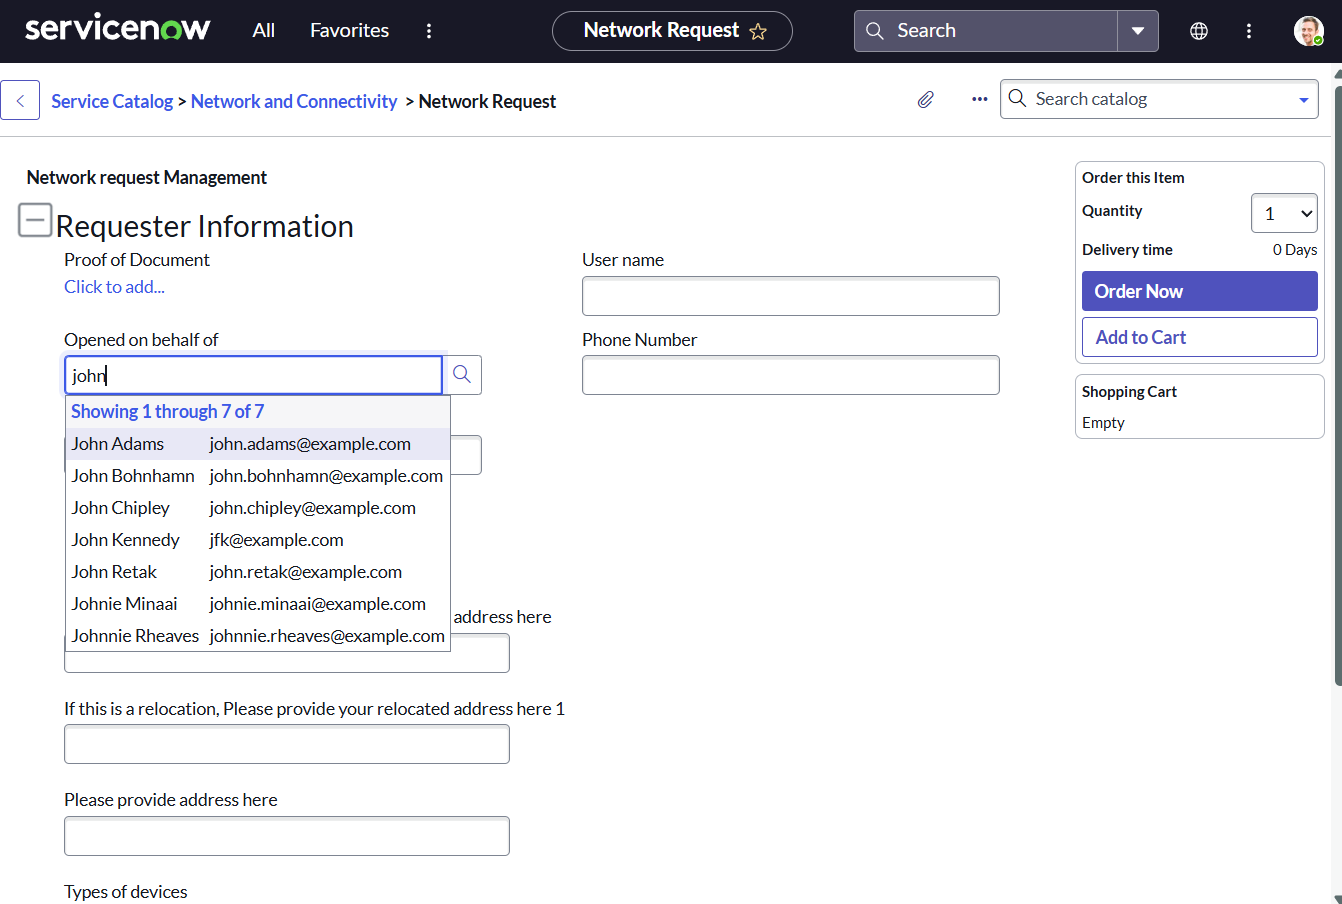 servicenow
All
Favorites
Network Request
Search
Service Catalog > Network and Connectivity > Network Request
Search catalog
Network request Management
Requester Information
Proof of Document
Click to add...
User name
Opened on behalf of
john
Phone Number
Showing 1 through 7 of 7
John Adams john.adams@example.com
John Bohnhamn john.bohnhamn@example.com
John Chipley john.chipley@example.com
John Kennedy jfk@example.com
John Retak john.retak@example.com
Johnie Minaai johnie.minaai@example.com
address here
Johnnie Rheaves johnnie.rheaves@example.com
If this is a relocation, Please provide your relocated address here 1
Please provide address here
Types of devices
Order this Item
Quantity
1
Delivery time
0 Days
Order Now
Add to Cart
Shopping Cart
Empty